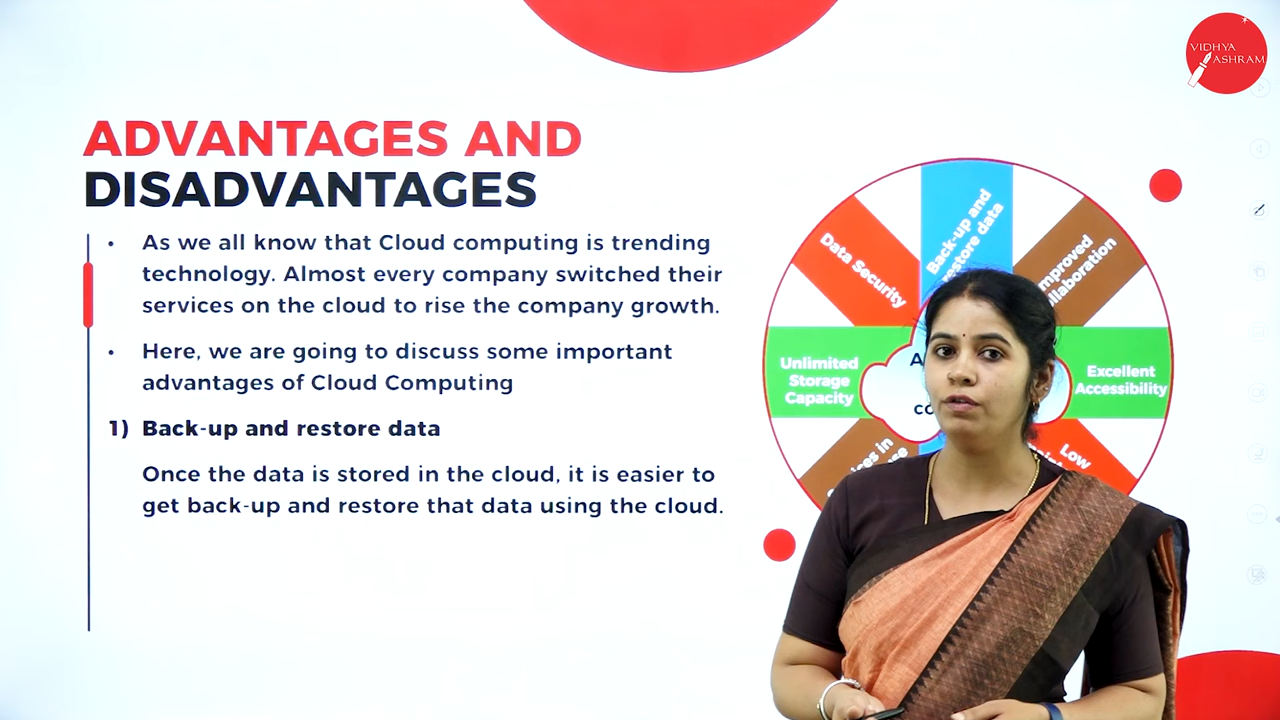 VIDHYA
ASHRAM
ADVANTAGES AND
DISADVANTAGES
• As we all know that Cloud computing is trending
technology. Almost every company switched their
services on the cloud to rise the company growth.
• Here, we are going to discuss some important
advantages of Cloud Computing
1) Back-up and restore data
Once the data is stored in the cloud, it is easier to
get back-up and restore that data using the cloud.
Back-up and
data
Data Security
Unlimited
Storage
Capacity
Excellent
Accessibility
Low